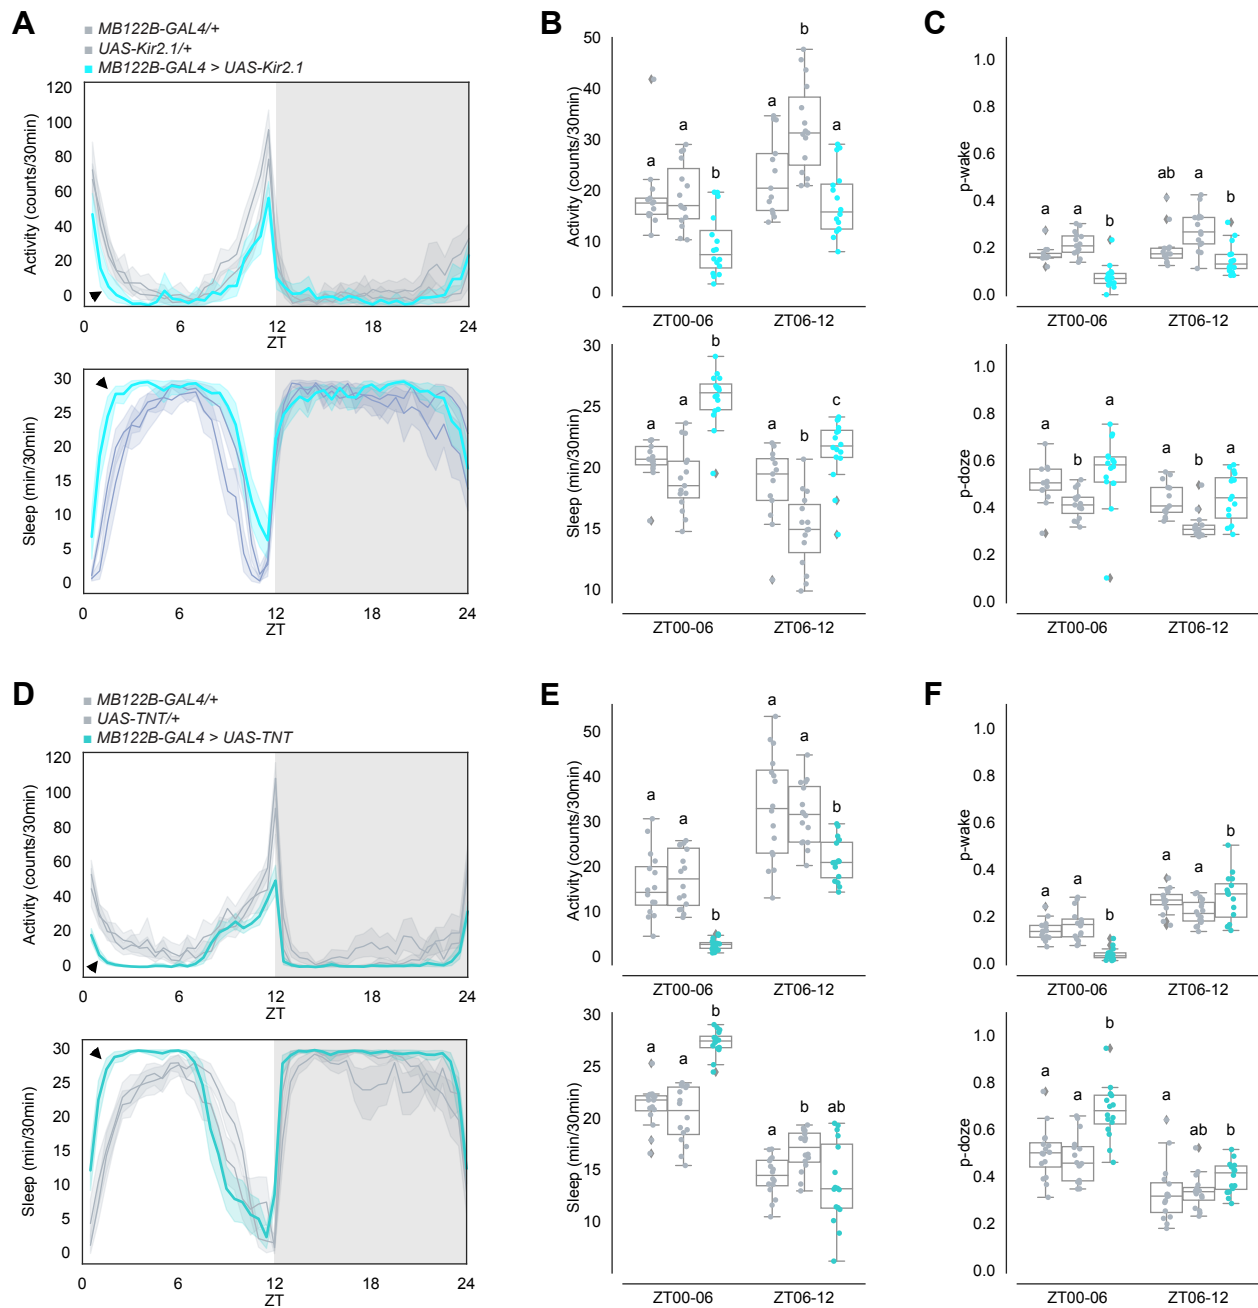 A
MB122B-GAL4/+
UAS-Kir2.1/+
MB122B-GAL4 > UAS-Kir2.1
Activity (counts/30min)
120
100
80
60
40
20
0
0
6
12
18
24
ZT
Sleep (min/30min)
30
25
20
15
10
5
0
0
6
12
18
24
ZT
B
Activity (counts/30min)
50
40
30
20
10
0
a
a
b
a
b
a
ZT00-06
ZT06-12
Sleep (min/30min)
30
25
20
15
10
a
a
b
a
b
c
ZT00-06
ZT06-12
C
p-wake
1.0
0.8
0.6
0.4
0.2
0.0
a
a
b
ab
a
b
ZT00-06
ZT06-12
p-doze
1.0
0.8
0.6
0.4
0.2
0.0
a
b
a
a
b
a
ZT00-06
ZT06-12
D
MB122B-GAL4/+
UAS-TNT/+
MB122B-GAL4 > UAS-TNT
Activity (counts/30min)
120
100
80
60
40
20
0
0
6
12
18
24
ZT
Sleep (min/30min)
30
25
20
15
10
5
0
0
6
12
18
24
ZT
E
Activity (counts/30min)
50
40
30
20
10
0
a
a
b
a
a
b
ZT00-06
ZT06-12
Sleep (min/30min)
30
25
20
15
10
a
a
b
a
b
ab
ZT00-06
ZT06-12
F
p-wake
1.0
0.8
0.6
0.4
0.2
0.0
a
a
b
a
a
b
ZT00-06
ZT06-12
p-doze
1.0
0.8
0.6
0.4
0.2
0.0
a
a
b
a
ab
b
ZT00-06
ZT06-12